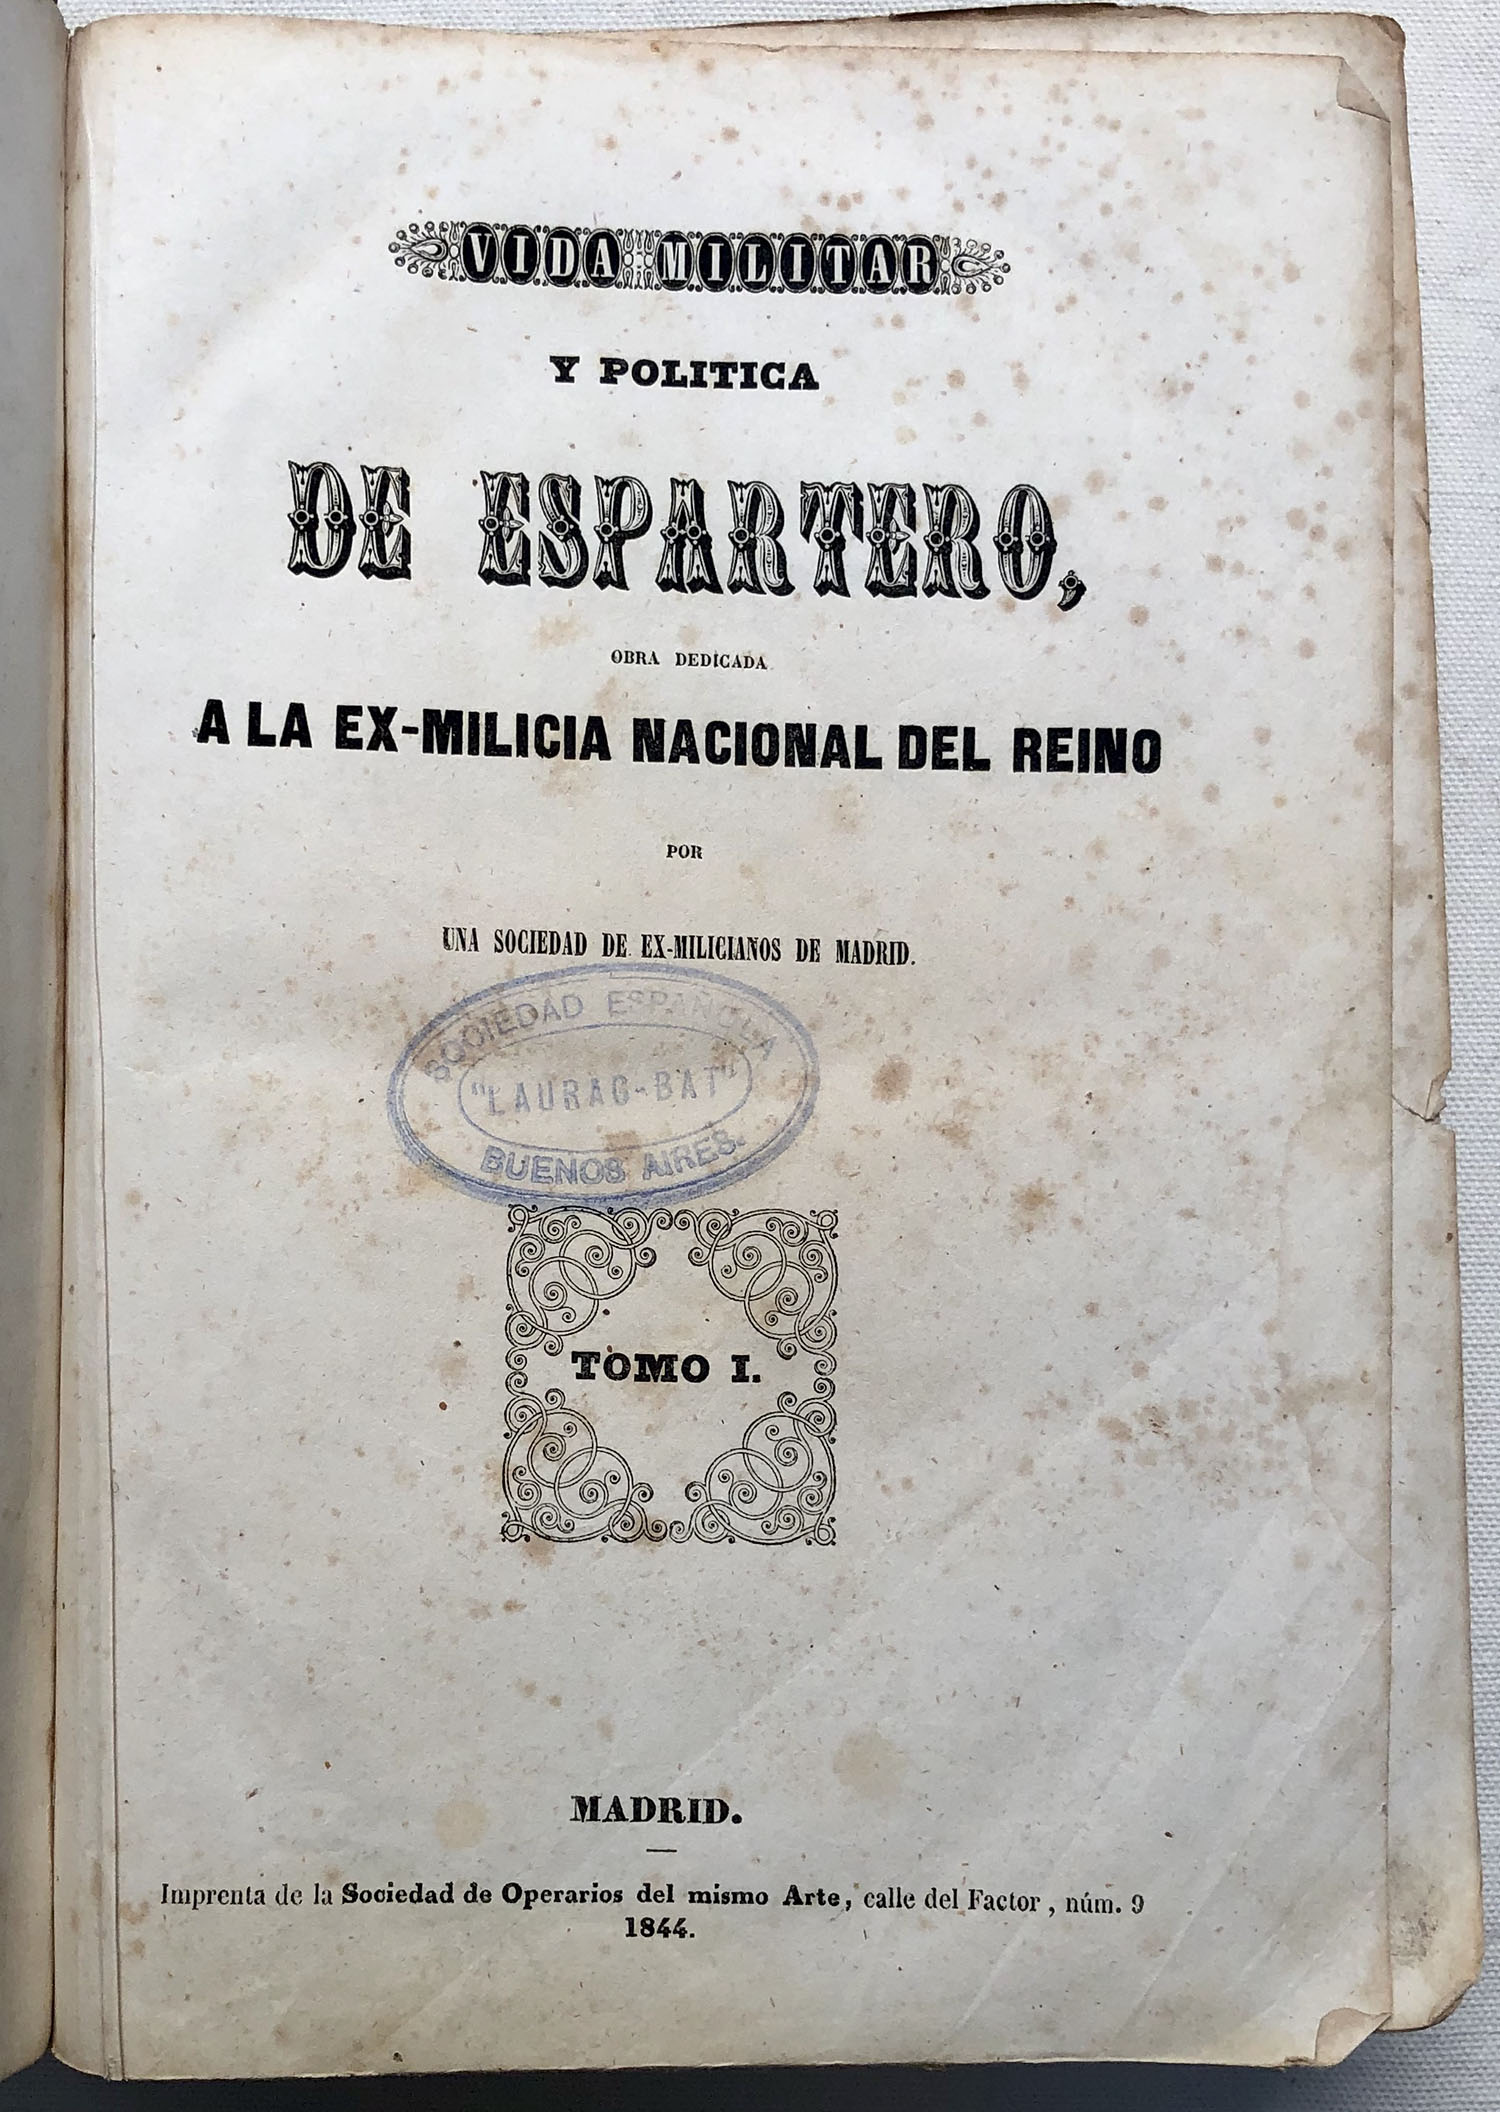 VIDA MILITAR
Y POLITICA
DE ESPARTERO,
OBRA DEDICADA
A LA EX-MILICIA NACIONAL DEL REINO
POR
UNA SOCIEDAD DE EX-MILICIANOS DE MADRID.
SOCIEDAD ESPAÑOLA
"LAURAG-BAT"
BUENOS AIRES.
TOMO I.
MADRID.
Imprenta de la Sociedad de Operarios del mismo Arte, calle del Factor, núm. 9
1844.